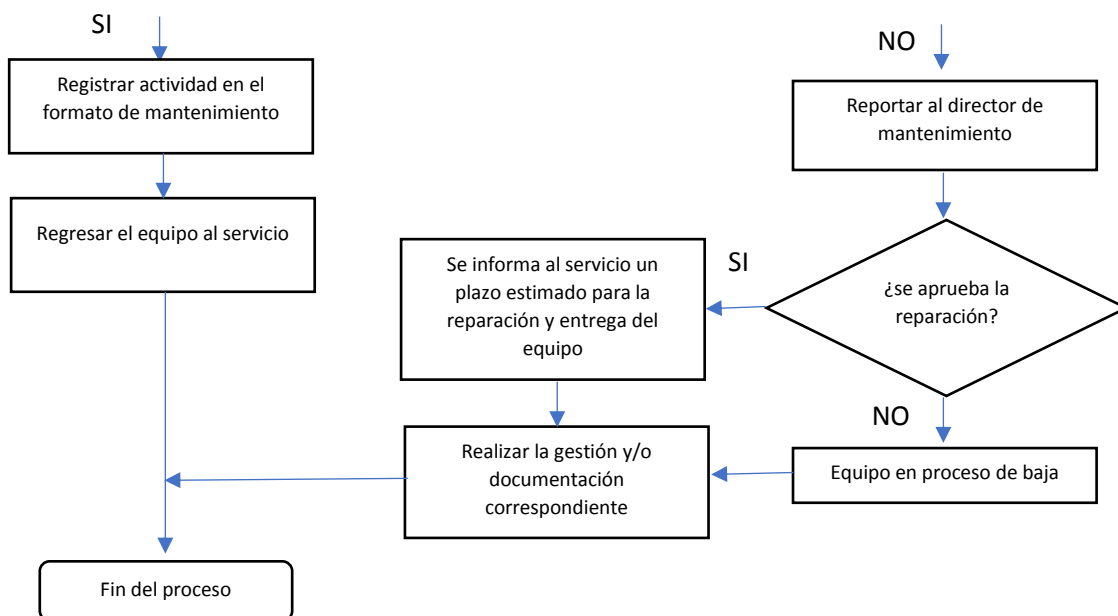 SI
Registrar actividad en el
formato de mantenimiento
Regresar el equipo al servicio
NO
Reportar al director de
mantenimiento
¿se aprueba la
reparación?
SI
Se informa al servicio un
plazo estimado para la
reparación y entrega del
equipo
NO
Equipo en proceso de baja
Realizar la gestión y/o
documentación
correspondiente
Fin del proceso